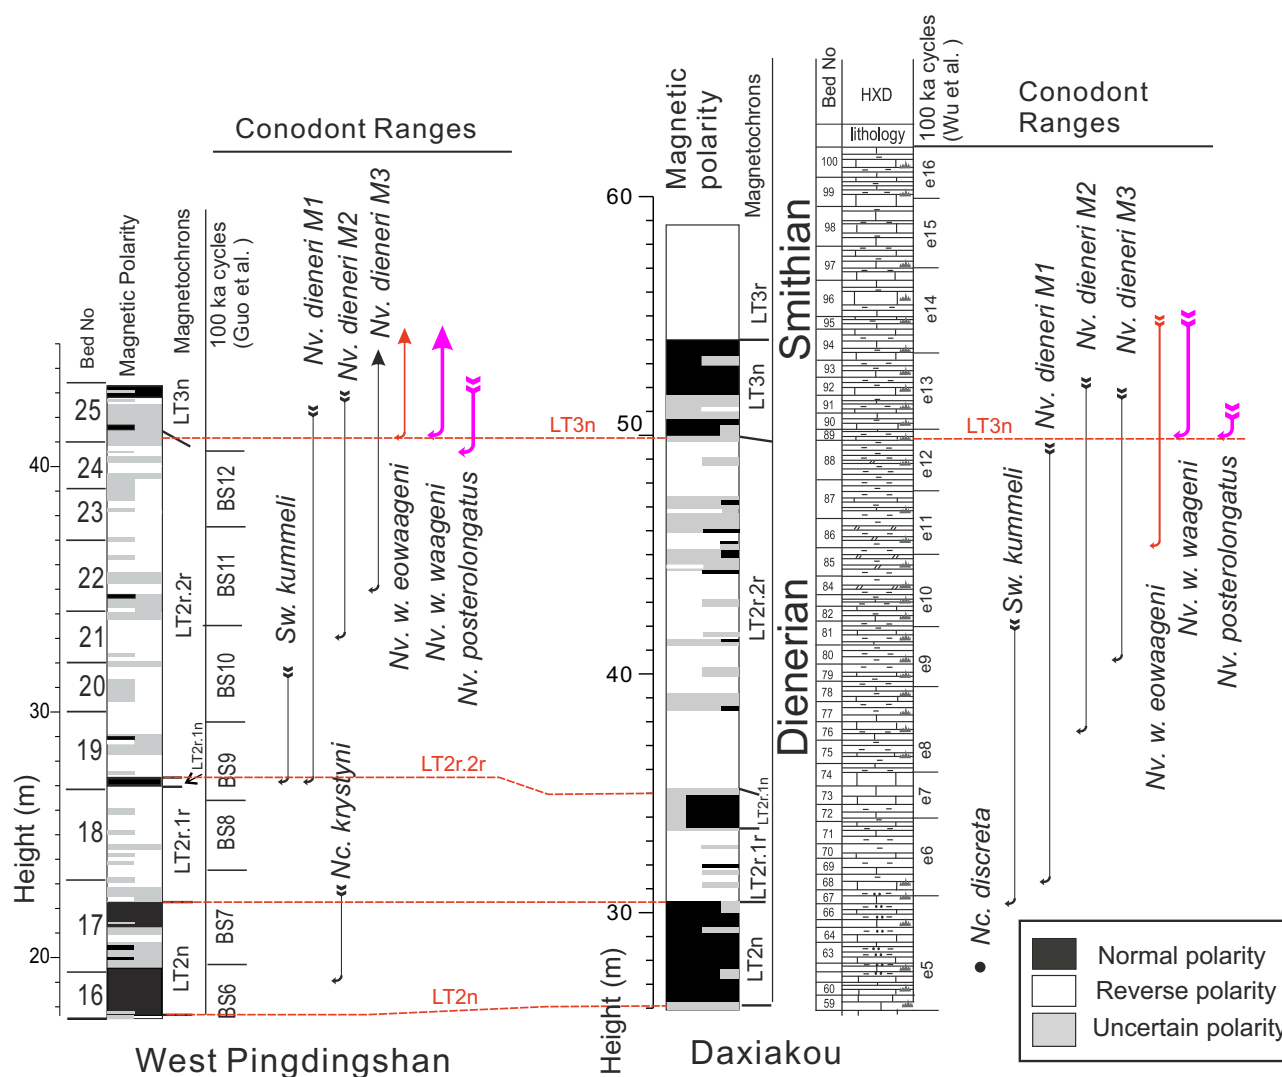 Conodont Ranges
Bed No
Magnetic Polarity
Magnetochrons
100 ka cycles
(Guo et al. )
Nv. dieneri M1
Nv. dieneri M2
Nv. dieneri M3
Sw. kummeli
Nc. krystyni
Nv. w. eowaageni
Nv. w. waageni
Nv. posterolongatus
25
24
23
22
21
20
19
18
17
16
LT3n
LT2r.2r
LT2r.1n
LT2r.1r
LT2n
BS12
BS11
BS10
BS9
BS8
BS7
BS6
40
30
20
Height (m)
LT3n
LT2r.2r
LT2n
West Pingdingshan
Magnetic
polarity
Magnetochrons
60
50
40
30
Height (m)
LT3r
LT3n
LT2r.2r
LT2r.1n
LT2r.1r
LT2n
Smithian
Dienerian
Daxiakou
Bed No
HXD
lithology
100 ka cycles
(Wu et al. )
100
99
98
97
96
95
94
93
92
91
90
89
88
87
86
85
84
82
81
80
79
78
77
76
75
74
73
72
71
70
69
68
67
66
64
63
60
59
e16
e15
e14
e13
e12
e11
e10
e9
e8
e7
e6
e5
Conodont
Ranges
LT3n
Nc. discreta
Sw. kummeli
Nv. dieneri M1
Nv. dieneri M2
Nv. dieneri M3
Nv. w. eowaageni
Nv. w. waageni
Nv. posterolongatus
Normal polarity
Reverse polarity
Uncertain polarity